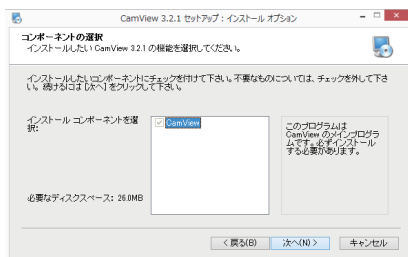 CamView 3.2.1 セットアップ：インストール オプション
コンポーネントの選択
インストールしたい CamView 3.2.1 の機能を選択してください。
インストールしたいコンポーネントにチェックを付けて下さい。不要なものについては、チェックを外して下さ
い。 続けるには [次へ] をクリックして下さい。
インストール コンポーネントを選
択:
CamView
このプログラムは
CamView のメインプログラ
ムです。必ずインストール
する必要があります。
必要なディスクスペース: 26.0MB
< 戻る(B)
次へ(N) >
キャンセル